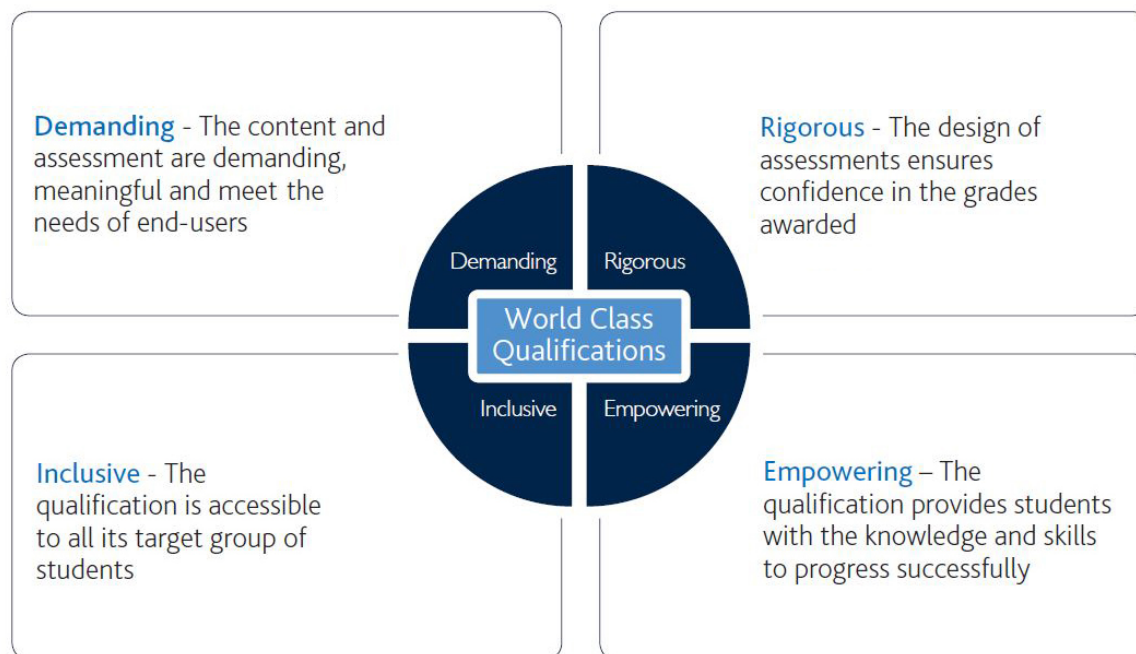 Demanding - The content and
assessment are demanding,
meaningful and meet the
needs of end-users
Rigorous - The design of
assessments ensures
confidence in the grades
awarded
Demanding
Rigorous
World Class
Qualifications
Inclusive
Empowering
Inclusive - The
qualification is accessible
to all its target group of
students
Empowering – The
qualification provides students
with the knowledge and skills
to progress successfully